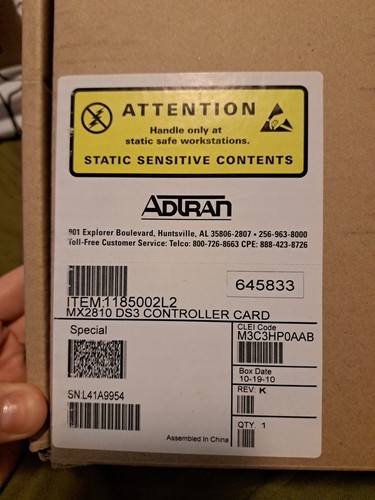 ATTENTION
Handle only at
static safe workstations.
STATIC SENSITIVE CONTENTS
ADTRAN
901 Explorer Boulevard, Huntsville, AL 35806-2807 • 256-963-8000
Toll-Free Customer Service: Telco: 800-726-8663 CPE: 888-423-8726
645833
ITEM:1185002L2
MX2810 DS3 CONTROLLER CARD
Special
CLEI Code
M3C3HP0AAB
Box Date
10-19-10
SN:L41A9954
REV: K
QTY. 1
Assembled In China